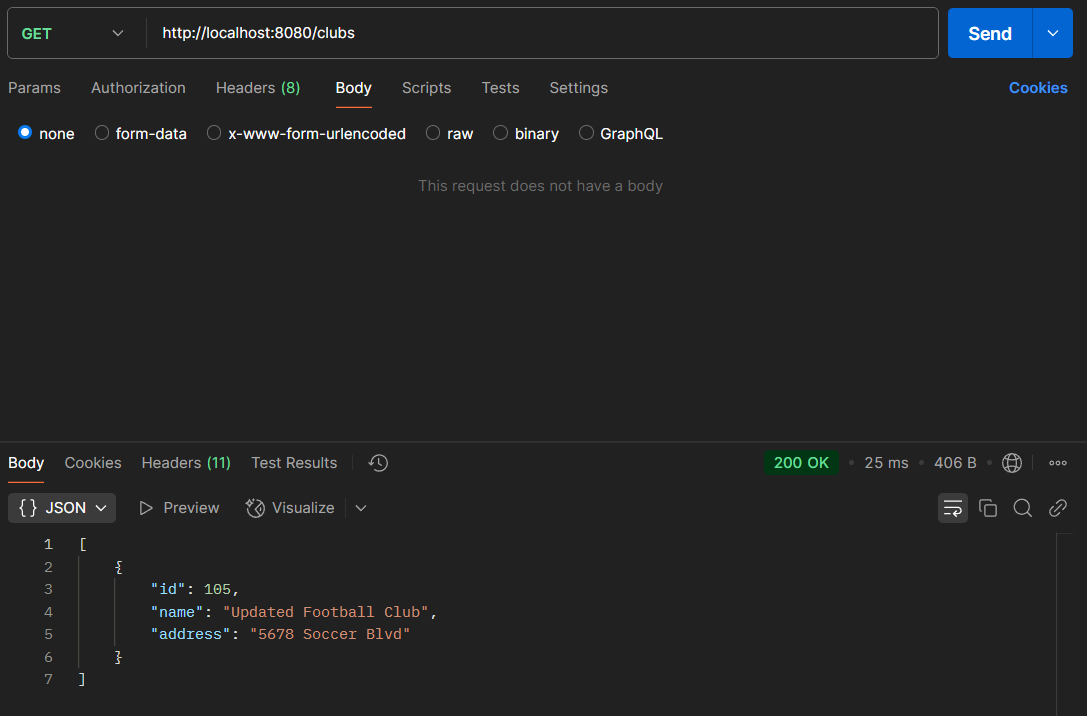 GET http://localhost:8080/clubs Send
Params Authorization Headers (8) Body Scripts Tests Settings Cookies
none form-data x-www-form-urlencoded raw binary GraphQL
This request does not have a body
Body Cookies Headers (11) Test Results 200 OK 25 ms 406 B
{} JSON Preview Visualize
1 [
2 {
3 "id": 105,
4 "name": "Updated Football Club",
5 "address": "5678 Soccer Blvd"
6 }
7 ]